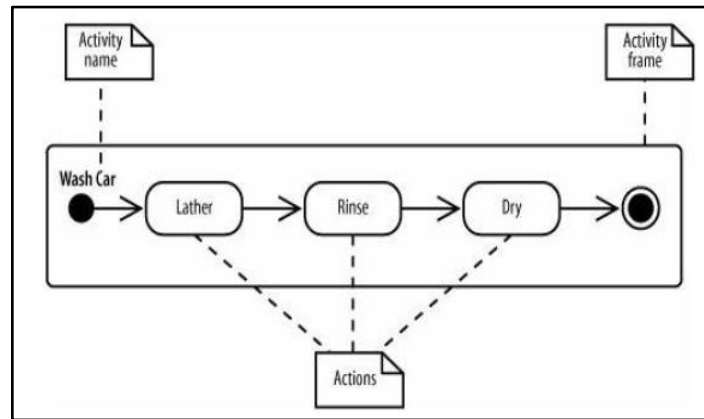 Activity
name
Activity
frame
Wash Car
Lather
Rinse
Dry
Actions